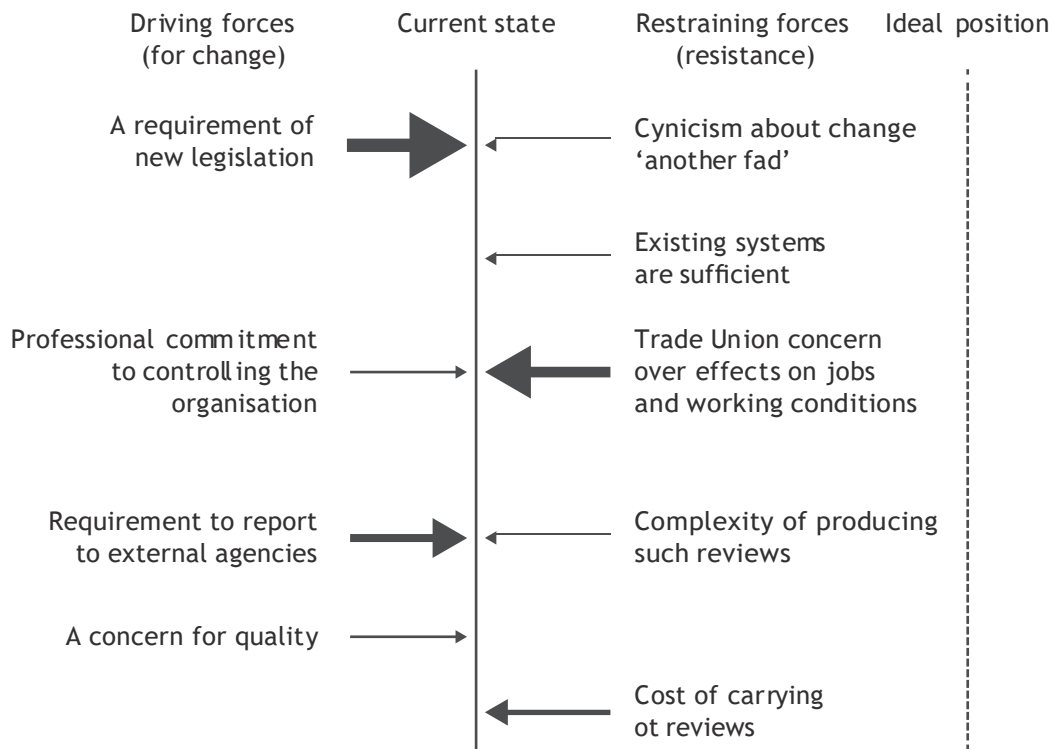 Driving forces
(for change)
Current state
Restraining forces
(resistance)
Ideal position
A requirement of
new legislation
Cynicism about change
‘another fad’
Existing systems
are sufficient
Professional commitment
to controlling the
organisation
Trade Union concern
over effects on jobs
and working conditions
Requirement to report
to external agencies
Complexity of producing
such reviews
A concern for quality
Cost of carrying
ot reviews